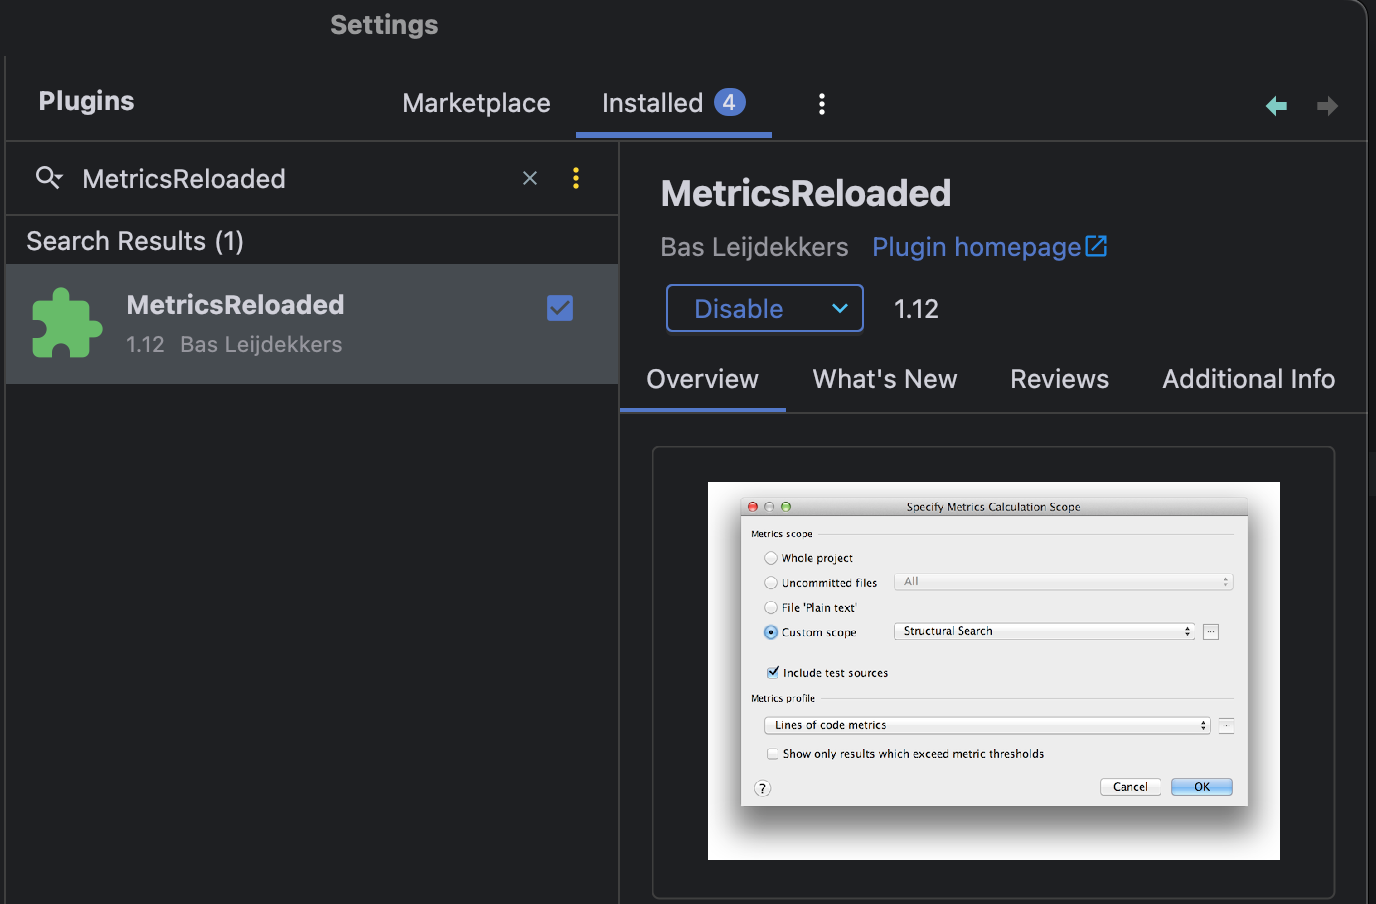 Settings
Plugins
Marketplace
Installed 4
MetricsReloaded
Search Results (1)
MetricsReloaded
1.12 Bas Leijdekkers
MetricsReloaded
Bas Leijdekkers Plugin homepage
Disable 1.12
Overview What's New Reviews Additional Info
Specify Metrics Calculation Scope
Metrics scope
Whole project
Uncommitted files All
File 'Plain text'
Custom scope Structural Search ...
Include test sources
Metrics profile
Lines of code metrics
Show only results which exceed metric thresholds
? Cancel OK